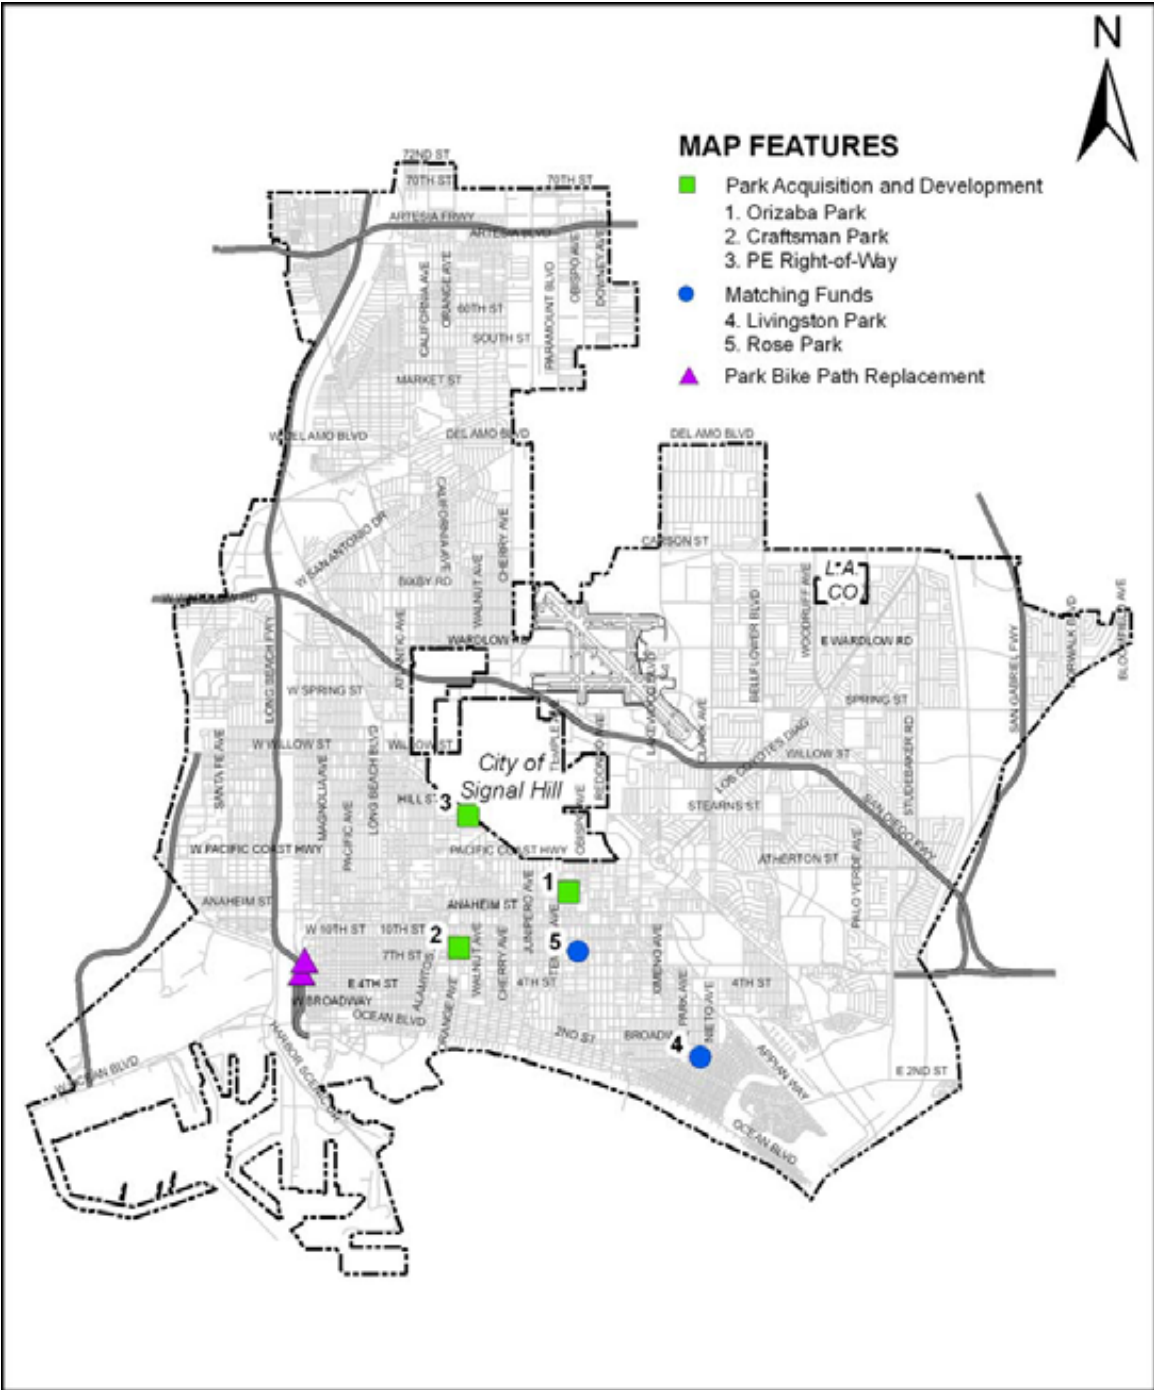 N
MAP FEATURES
Park Acquisition and Development
1. Orizaba Park
2. Craftsman Park
3. PE Right-of-Way
Matching Funds
4. Livingston Park
5. Rose Park
Park Bike Path Replacement
72ND ST
70TH ST
70TH ST
ARTESIA FRWY
ARTESIA BLVD
CALIFORNIA AVE
ORANGE AVE
PARAMOUNT BLVD
OBISPO AVE
DOWNEY AVE
60TH ST
SOUTH ST
MARKET ST
W DEL AMO BLVD
DEL AMO BLVD
DEL AMO BLVD
CALIFORNIA AVE
CHERRY AVE
W SAN ANTONIO DR
CARSON ST
BIXBY RD
WALNUT AVE
L.A.
CO
BELLFLOWER BLVD
WOODRUFF AVE
NORWALK BLVD
BLOOMFIELD AVE
LONG BEACH FWY
ATLANTIC AVE
WARDLOW RD
E WARDLOW RD
SAN GABRIEL FWY
W SPRING ST
LAKEWOOD BLVD
SPRING ST
SANTA FE AVE
W WILLOW ST
MAGNOLIA AVE
PACIFIC AVE
LONG BEACH BLVD
WILLOW ST
City of
Signal Hill
REDONDO AVE
CLARK AVE
LOS COYOTES DIAG
WILLOW ST
STUDEBAKER RD
HILL ST
3
OBISPO AVE
STEARNS ST
SAN DIEGO FWY
W PACIFIC COAST HWY
PACIFIC COAST HWY
ATHERTON ST
PALO VERDE AVE
ANAHEIM ST
ANAHEIM ST
JUNIPERO AVE
1
W 10TH ST
10TH ST
2
7TH ST
WALNUT AVE
CHERRY AVE
5
XIMENO AVE
E 4TH ST
ALAMITOS
4TH ST
PARK AVE
NIETO AVE
4TH ST
W BROADWAY
OCEAN BLVD
ORANGE AVE
2ND ST
BROADWAY
4
APPIAN WAY
E 2ND ST
W OCEAN BLVD
HARBOR SCENIC DR
OCEAN BLVD